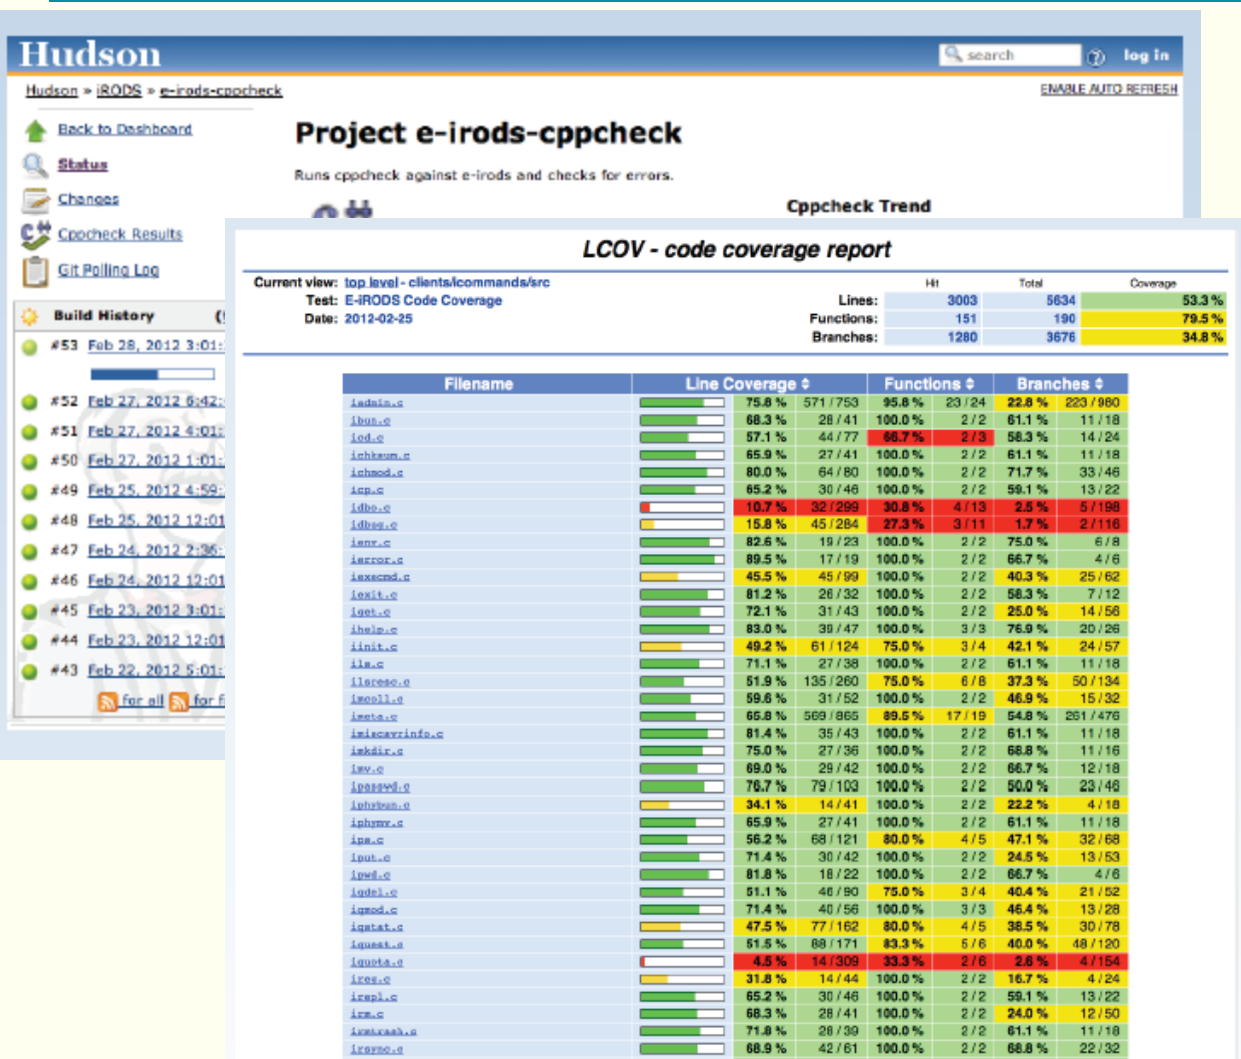 Hudson
search
log in
Hudson » iRODS » e-irods-cppcheck
ENABLE AUTO REFRESH
Back to Dashboard
Status
Changes
Cppcheck Results
Git Polling Log
Project e-irods-cppcheck
Runs cppcheck against e-irods and checks for errors.
Cppcheck Trend
Build History (
#53 Feb 28, 2012 3:01:
#52 Feb 27, 2012 6:42:
#51 Feb 27, 2012 4:01:
#50 Feb 27, 2012 1:01:
#49 Feb 25, 2012 4:59:
#48 Feb 25, 2012 12:01
#47 Feb 24, 2012 2:36:
#46 Feb 24, 2012 12:01
#45 Feb 23, 2012 3:01:
#44 Feb 23, 2012 12:01
#43 Feb 22, 2012 5:01:
for all for f
LCOV - code coverage report
Current view: top level - clients/icommands/src
Test: E-iRODS Code Coverage
Date: 2012-02-25
Hit Total Coverage
Lines: 3003 5634 53.3 %
Functions: 151 190 79.5 %
Branches: 1280 3676 34.8 %
Filename Line Coverage Functions Branches
iadmin.c 75.8 % 571 / 753 95.8 % 23 / 24 22.8 % 223 / 980
ibun.c 68.3 % 28 / 41 100.0 % 2 / 2 61.1 % 11 / 18
icd.c 57.1 % 44 / 77 66.7 % 2 / 3 58.3 % 14 / 24
ichksum.c 65.9 % 27 / 41 100.0 % 2 / 2 61.1 % 11 / 18
ichmod.c 80.0 % 64 / 80 100.0 % 2 / 2 71.7 % 33 / 46
icp.c 65.2 % 30 / 46 100.0 % 2 / 2 59.1 % 13 / 22
idbo.c 10.7 % 32 / 299 30.8 % 4 / 13 2.5 % 5 / 198
idbug.c 15.8 % 45 / 284 27.3 % 3 / 11 1.7 % 2 / 116
ienv.c 82.6 % 19 / 23 100.0 % 2 / 2 75.0 % 6 / 8
ierror.c 89.5 % 17 / 19 100.0 % 2 / 2 66.7 % 4 / 6
iexecmd.c 45.5 % 45 / 99 100.0 % 2 / 2 40.3 % 25 / 62
iexit.c 81.2 % 26 / 32 100.0 % 2 / 2 58.3 % 7 / 12
iget.c 72.1 % 31 / 43 100.0 % 2 / 2 25.0 % 14 / 56
ihelp.c 83.0 % 39 / 47 100.0 % 3 / 3 76.9 % 20 / 26
iinit.c 49.2 % 61 / 124 75.0 % 3 / 4 42.1 % 24 / 57
ils.c 71.1 % 27 / 38 100.0 % 2 / 2 61.1 % 11 / 18
ilsresc.c 51.9 % 135 / 260 75.0 % 6 / 8 37.3 % 50 / 134
imcoll.c 59.6 % 31 / 52 100.0 % 2 / 2 46.9 % 15 / 32
imeta.c 65.8 % 569 / 865 89.5 % 17 / 19 54.8 % 261 / 476
imiscsvrinfo.c 81.4 % 35 / 43 100.0 % 2 / 2 61.1 % 11 / 18
imkdir.c 75.0 % 27 / 36 100.0 % 2 / 2 68.8 % 11 / 16
imv.c 69.0 % 29 / 42 100.0 % 2 / 2 66.7 % 12 / 18
ipasswd.c 76.7 % 79 / 103 100.0 % 2 / 2 50.0 % 23 / 46
iphybun.c 34.1 % 14 / 41 100.0 % 2 / 2 22.2 % 4 / 18
iphymv.c 65.9 % 27 / 41 100.0 % 2 / 2 61.1 % 11 / 18
ips.c 56.2 % 68 / 121 80.0 % 4 / 5 47.1 % 32 / 68
iput.c 71.4 % 30 / 42 100.0 % 2 / 2 24.5 % 13 / 53
ipwd.c 81.8 % 18 / 22 100.0 % 2 / 2 66.7 % 4 / 6
iqdel.c 51.1 % 46 / 90 75.0 % 3 / 4 40.4 % 21 / 52
iqmod.c 71.4 % 40 / 56 100.0 % 3 / 3 46.4 % 13 / 28
iqstat.c 47.5 % 77 / 162 80.0 % 4 / 5 38.5 % 30 / 78
iquest.c 51.5 % 88 / 171 83.3 % 5 / 6 40.0 % 48 / 120
iquota.c 4.5 % 14 / 309 33.3 % 2 / 6 2.6 % 4 / 154
ires.c 31.8 % 14 / 44 100.0 % 2 / 2 16.7 % 4 / 24
irepl.c 65.2 % 30 / 46 100.0 % 2 / 2 59.1 % 13 / 22
irm.c 68.3 % 28 / 41 100.0 % 2 / 2 24.0 % 12 / 50
irmtrash.c 71.8 % 28 / 39 100.0 % 2 / 2 61.1 % 11 / 18
irsync.c 68.9 % 42 / 61 100.0 % 2 / 2 68.8 % 22 / 32